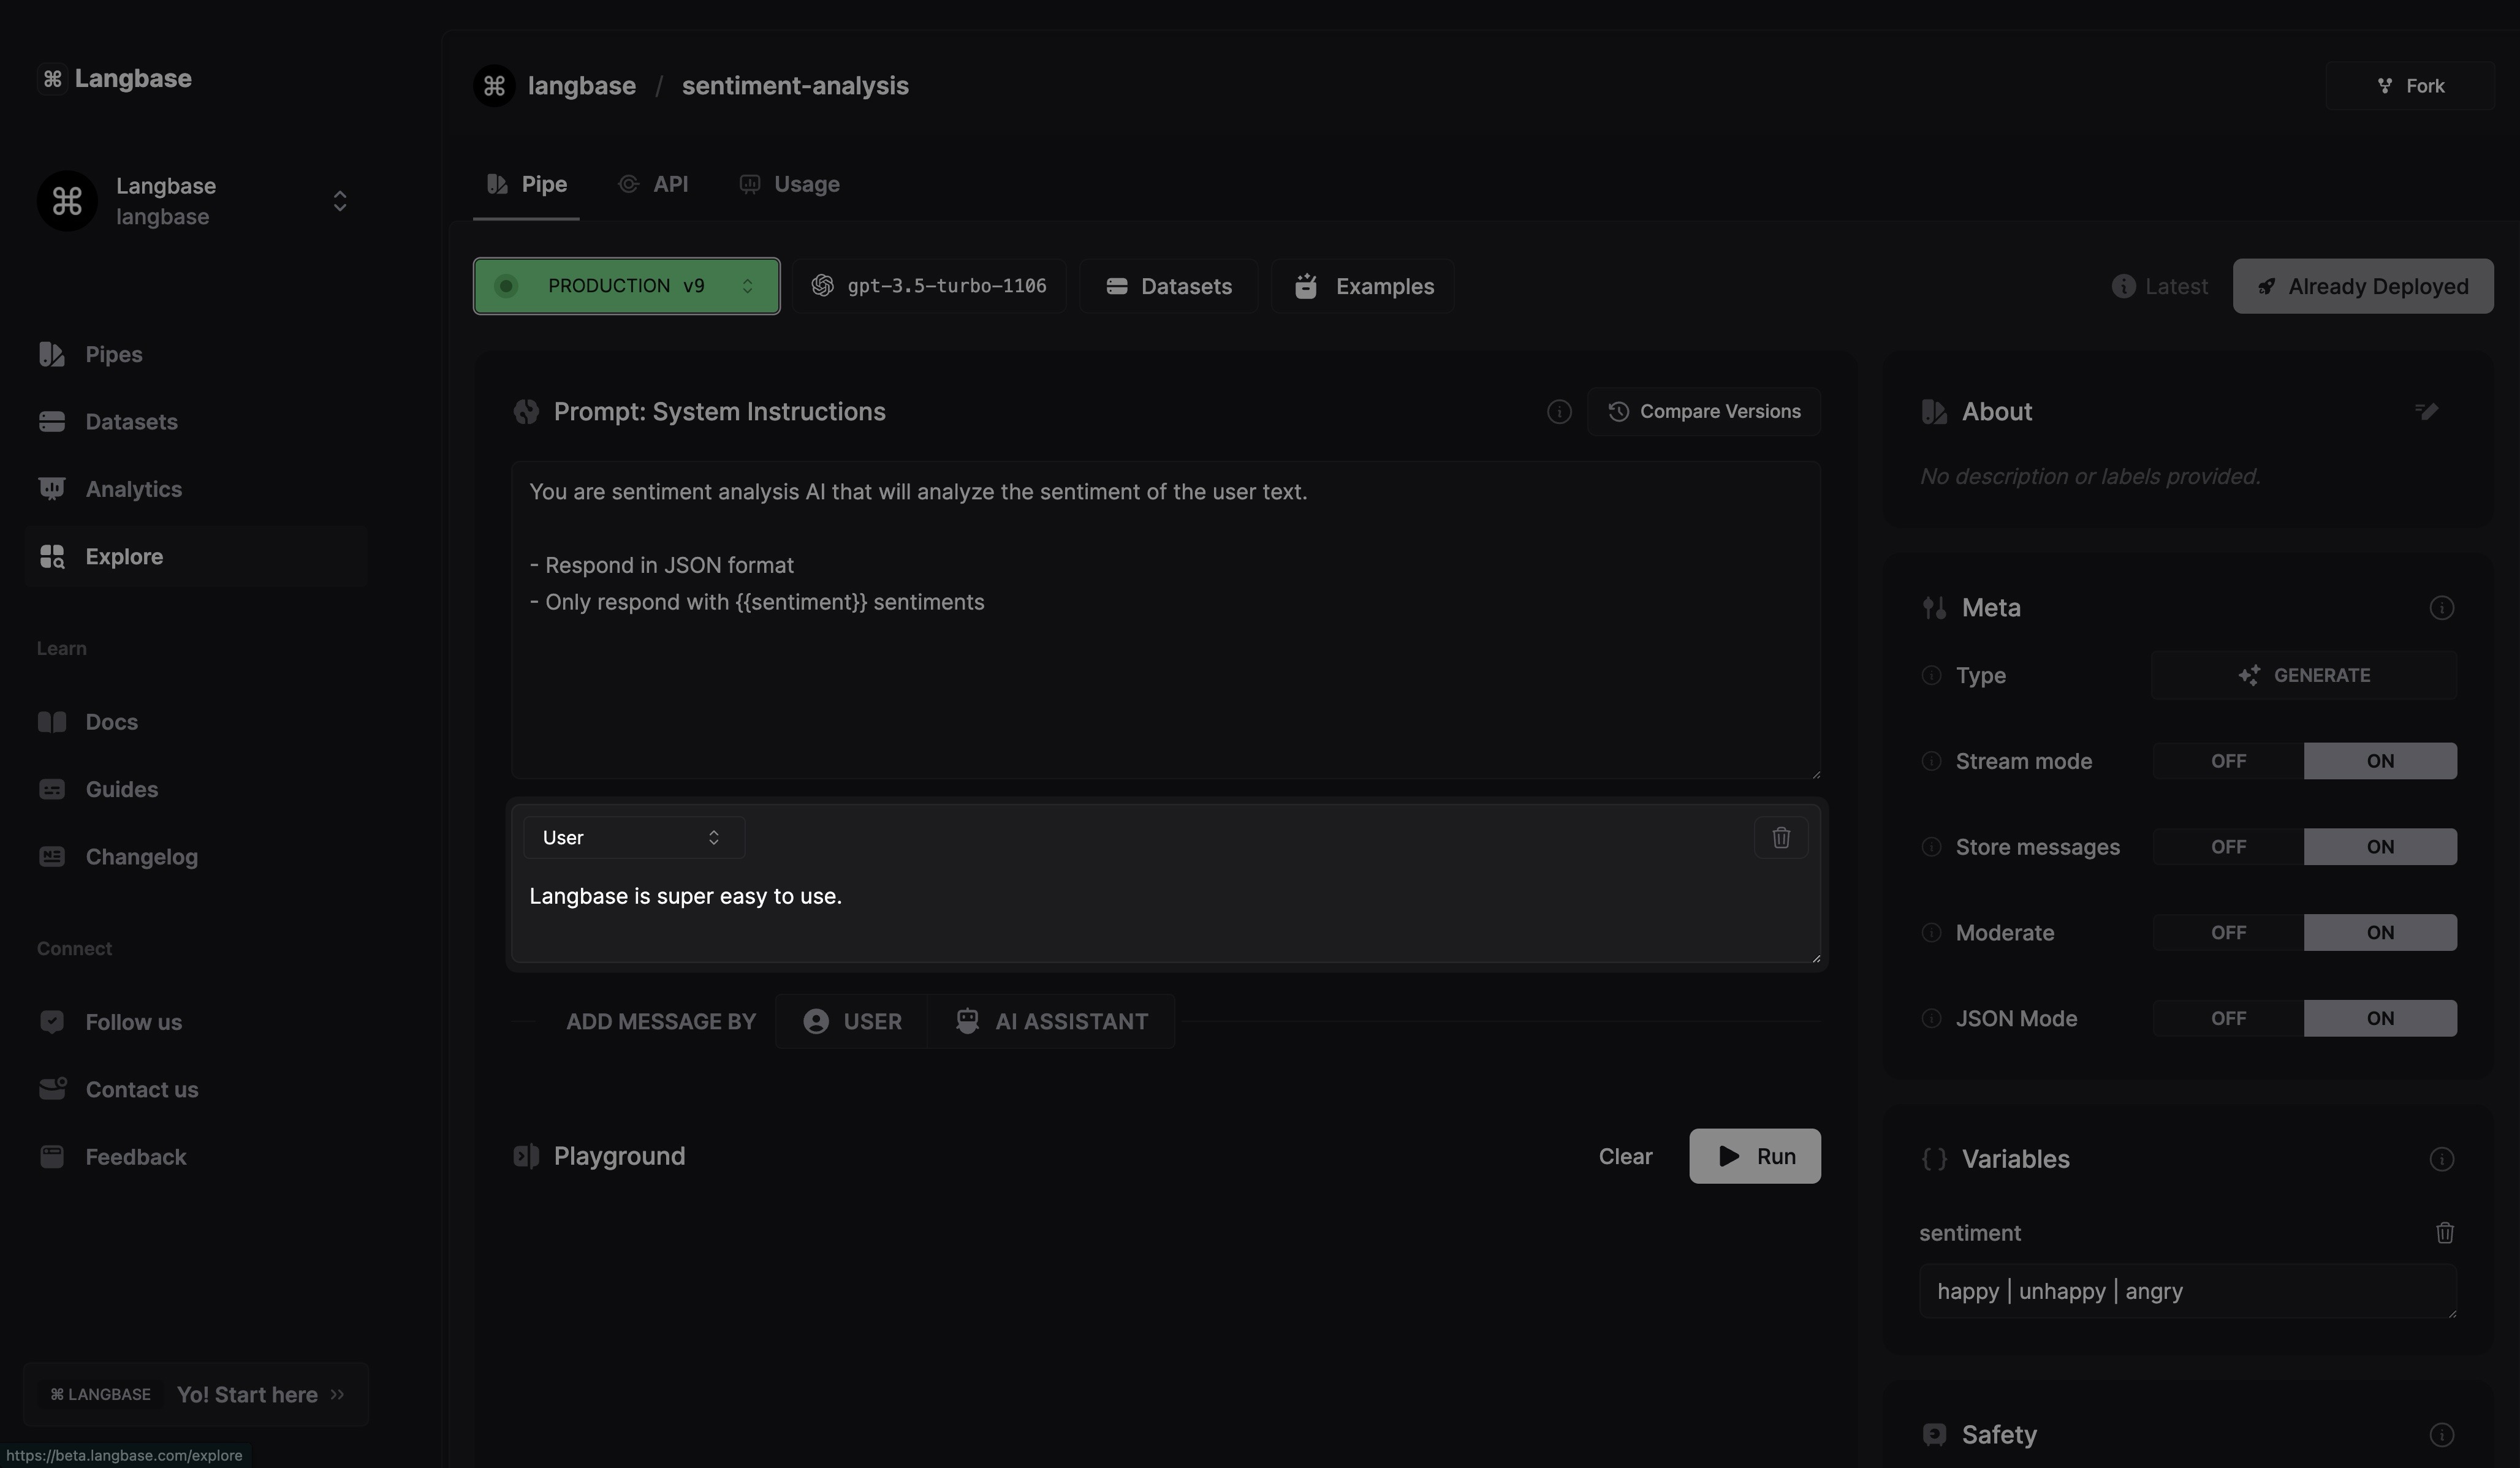 Langbase
langbase / sentiment-analysis
Fork
Langbase
langbase
Pipe
API
Usage
PRODUCTION v9
gpt-3.5-turbo-1106
Datasets
Examples
Latest
Already Deployed
Pipes
Datasets
Analytics
Explore
Learn
Docs
Guides
Changelog
Connect
Follow us
Contact us
Feedback
⌘ LANGBASE
Yo! Start here
https://beta.langbase.com/explore
Prompt: System Instructions
Compare Versions
You are sentiment analysis AI that will analyze the sentiment of the user text.
- Respond in JSON format
- Only respond with {{sentiment}} sentiments
User
Langbase is super easy to use.
ADD MESSAGE BY
USER
AI ASSISTANT
Playground
Clear
Run
About
No description or labels provided.
Meta
Type
GENERATE
Stream mode
OFF
ON
Store messages
OFF
ON
Moderate
OFF
ON
JSON Mode
OFF
ON
Variables
sentiment
happy | unhappy | angry
Safety